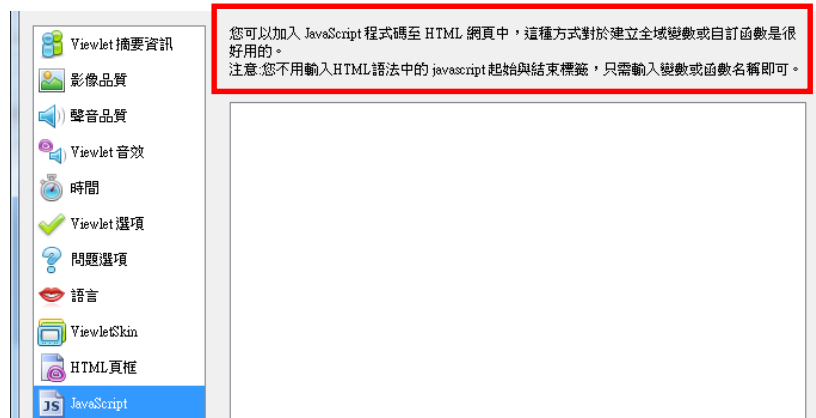 Viewlet 摘要資訊
影像品質
聲音品質
Viewlet 音效
時間
Viewlet 選項
問題選項
語言
ViewletSkin
HTML頁框
JavaScript
您可以加入 JavaScript 程式碼至 HTML 網頁中，這種方式對於建立全域變數或自訂函數是很
好用的。
注意:您不用輸入HTML語法中的 javascript 起始與結束標籤，只需輸入變數或函數名稱即可。